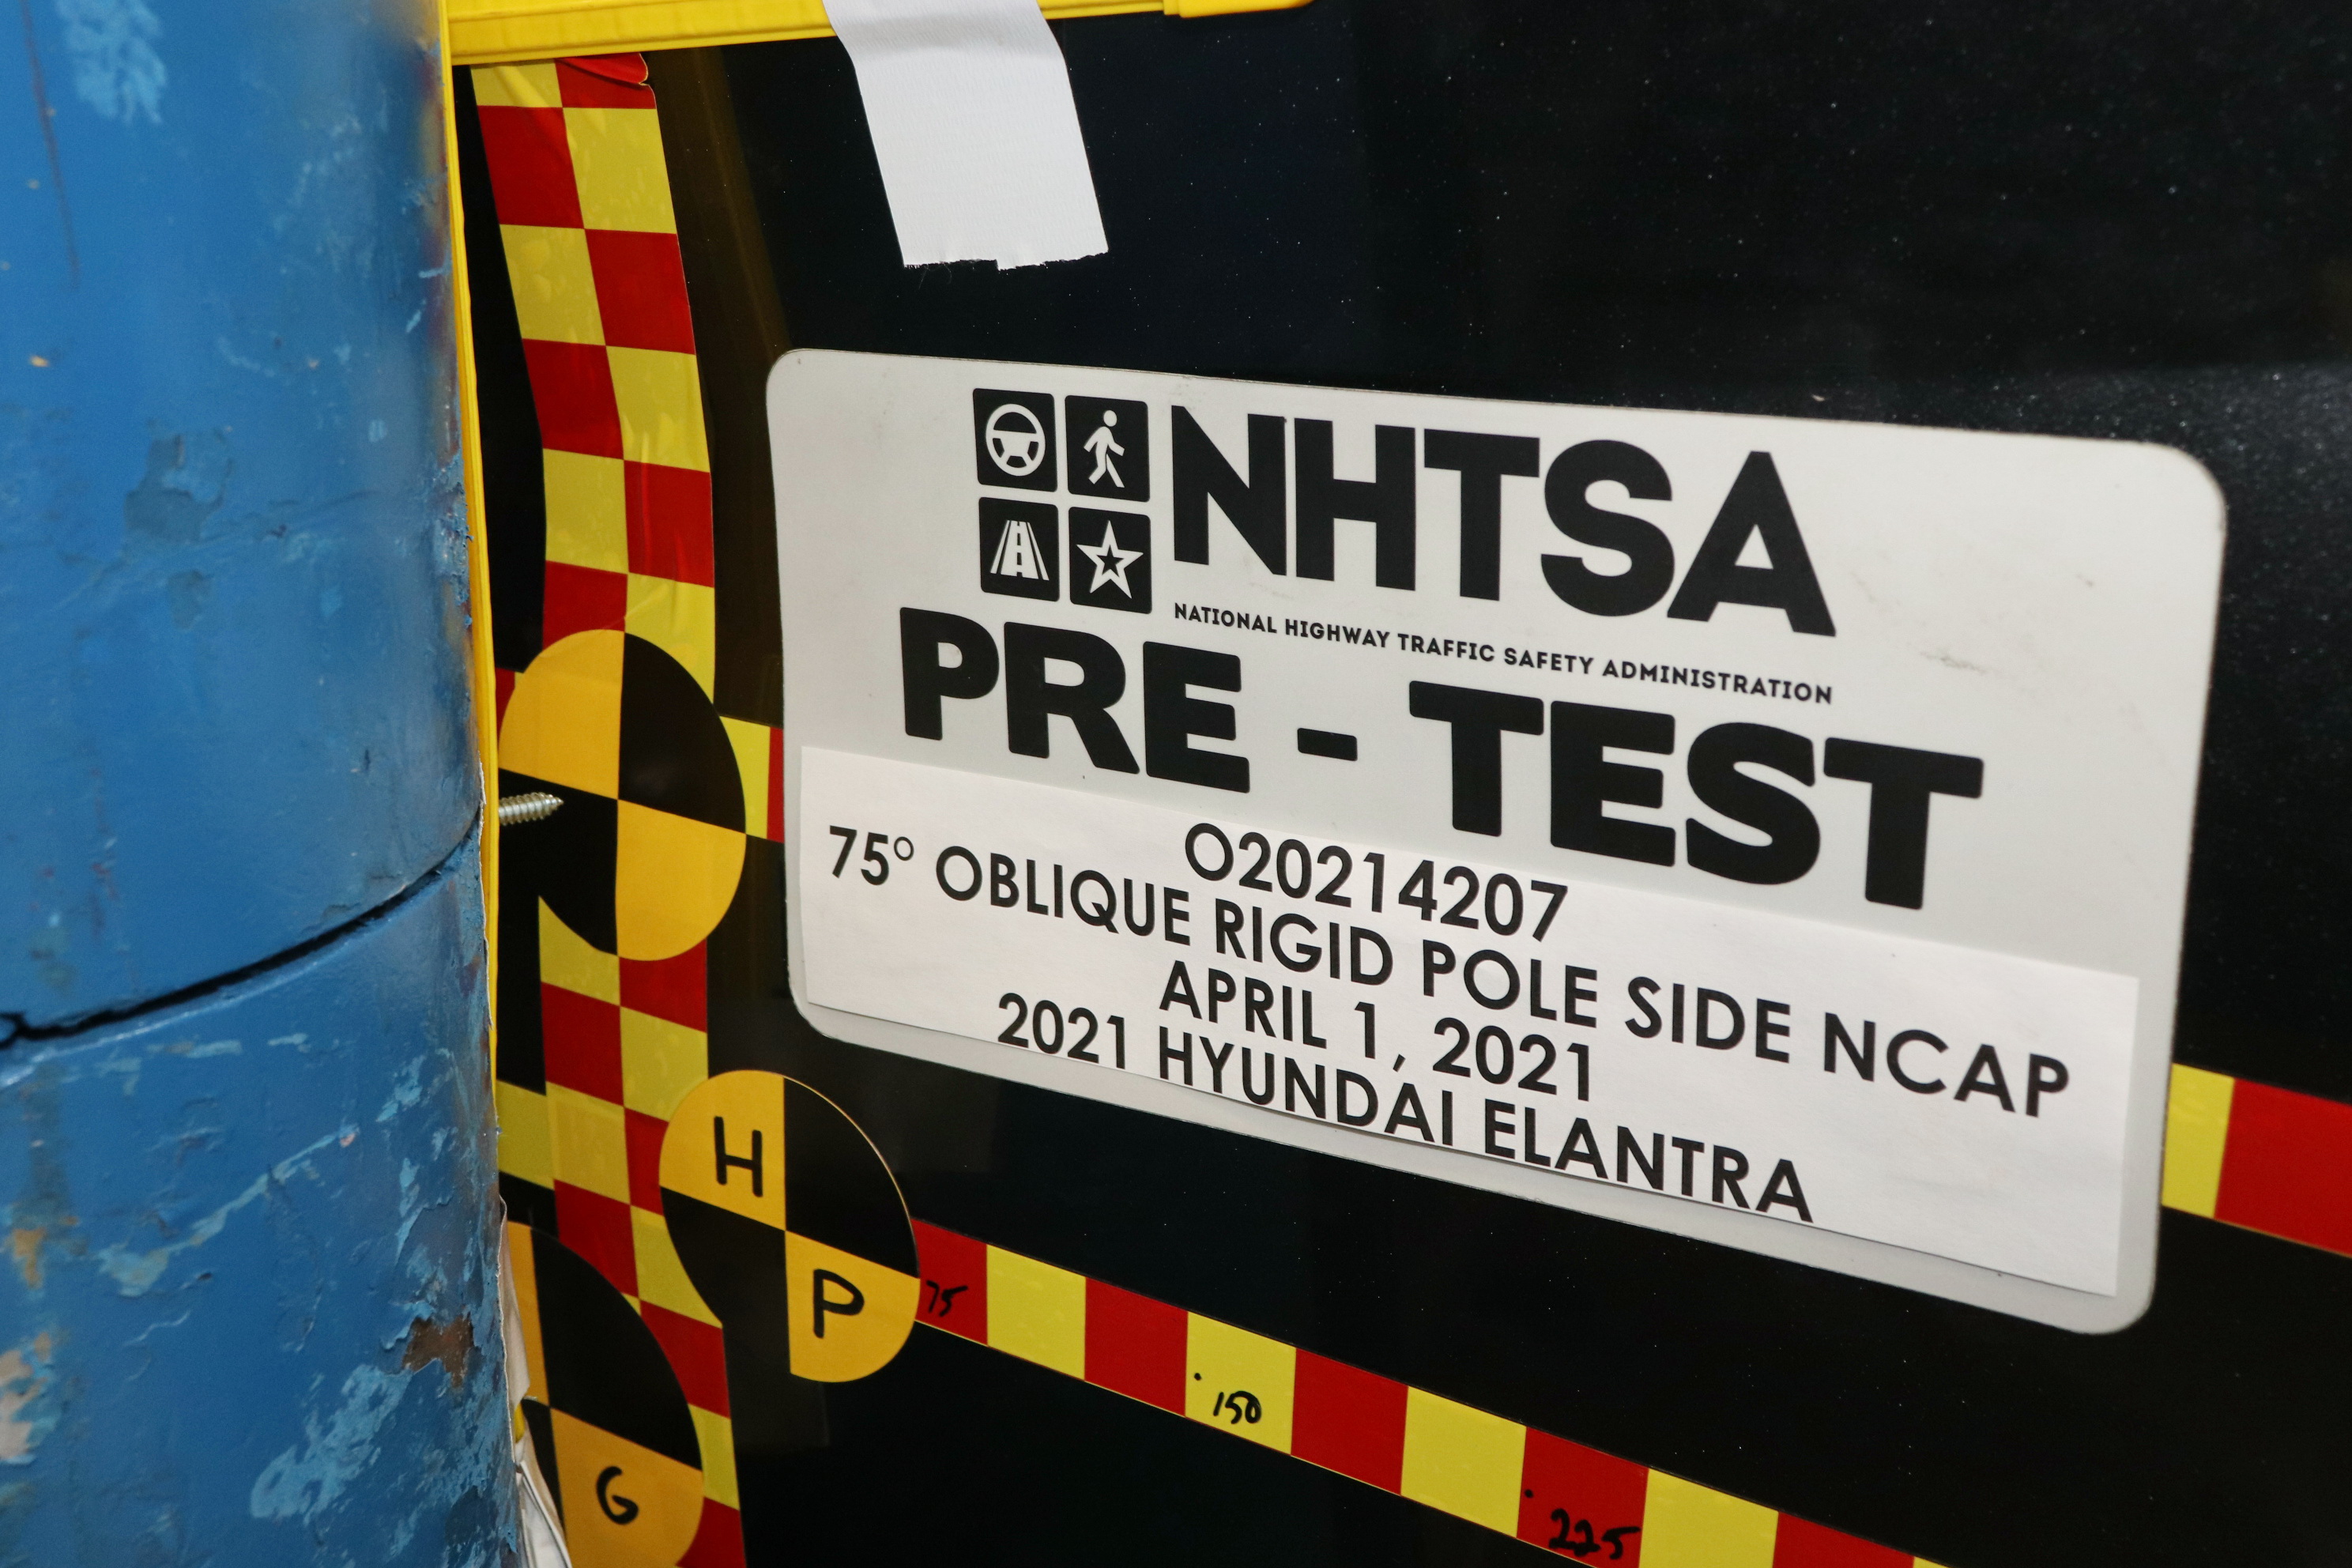 NHTSA
NATIONAL HIGHWAY TRAFFIC SAFETY ADMINISTRATION
PRE - TEST
O20214207
75° OBLIQUE RIGID POLE SIDE NCAP
APRIL 1, 2021
2021 HYUNDAI ELANTRA
H
P
75
150
G
225